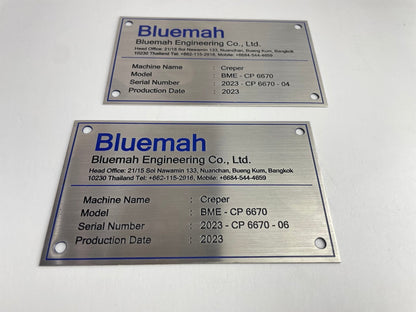 Bluemah
Bluemah Engineering Co., Ltd.
Head Office: 21/15 Soi Nawamin 133, Nuanchan, Bueng Kum, Bangkok
10230 Thailand Tel: +662-115-2916, Mobile: +6684-544-4659
Machine Name : Creper
Model : BME - CP 6670
Serial Number : 2023 - CP 6670 - 04
Production Date : 2023
Bluemah
Bluemah Engineering Co., Ltd.
Head Office: 21/15 Soi Nawamin 133, Nuanchan, Bueng Kum, Bangkok
10230 Thailand Tel: +662-115-2916, Mobile: +6684-544-4659
Machine Name : Creper
Model : BME - CP 6670
Serial Number : 2023 - CP 6670 - 06
Production Date : 2023